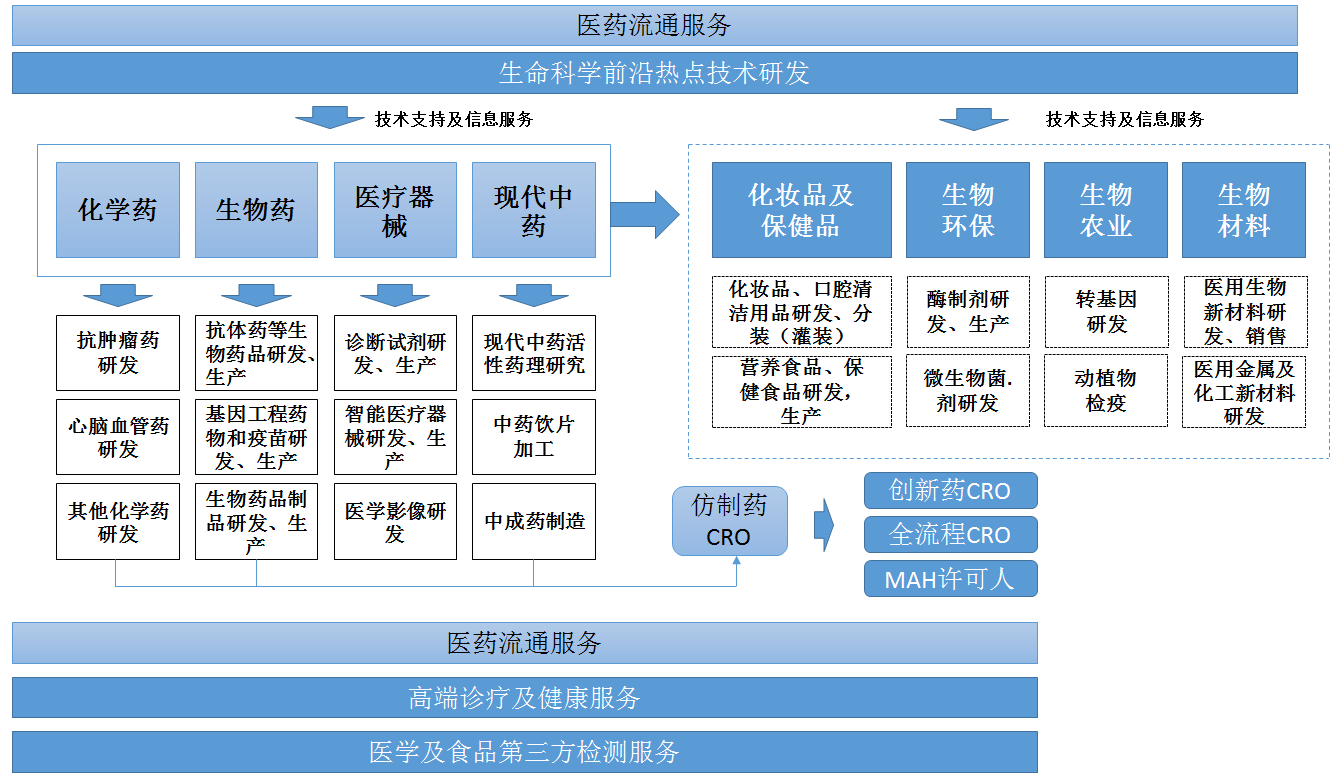 医药流通服务
生命科学前沿热点技术研发
技术支持及信息服务
技术支持及信息服务
化学药
生物药
医疗器
械
现代中
药
化妆品及
保健品
生物
环保
生物
农业
生物
材料
抗肿瘤药
研发
抗体药等生
物药品研发、
生产
诊断试剂研
发、生产
现代中药活
性药理研究
化妆品、口腔清
洁用品研发、分
装（灌装）
酶制剂研
发、生产
转基因
研发
医用生物
新材料研
发、销售
心脑血管药
研发
基因工程药
物和疫苗研
发、生产
智能医疗器
械研发、生
产
中药饮片
加工
营养食品、保
健食品研发，
生产
微生物菌.
剂研发
动植物
检疫
医用金属及
化工新材料
研发
其他化学药
研发
生物药品制
品研发、生
产
医学影像研
发
中成药制造
仿制药
CRO
创新药CRO
全流程CRO
MAH许可人
医药流通服务
高端诊疗及健康服务
医学及食品第三方检测服务